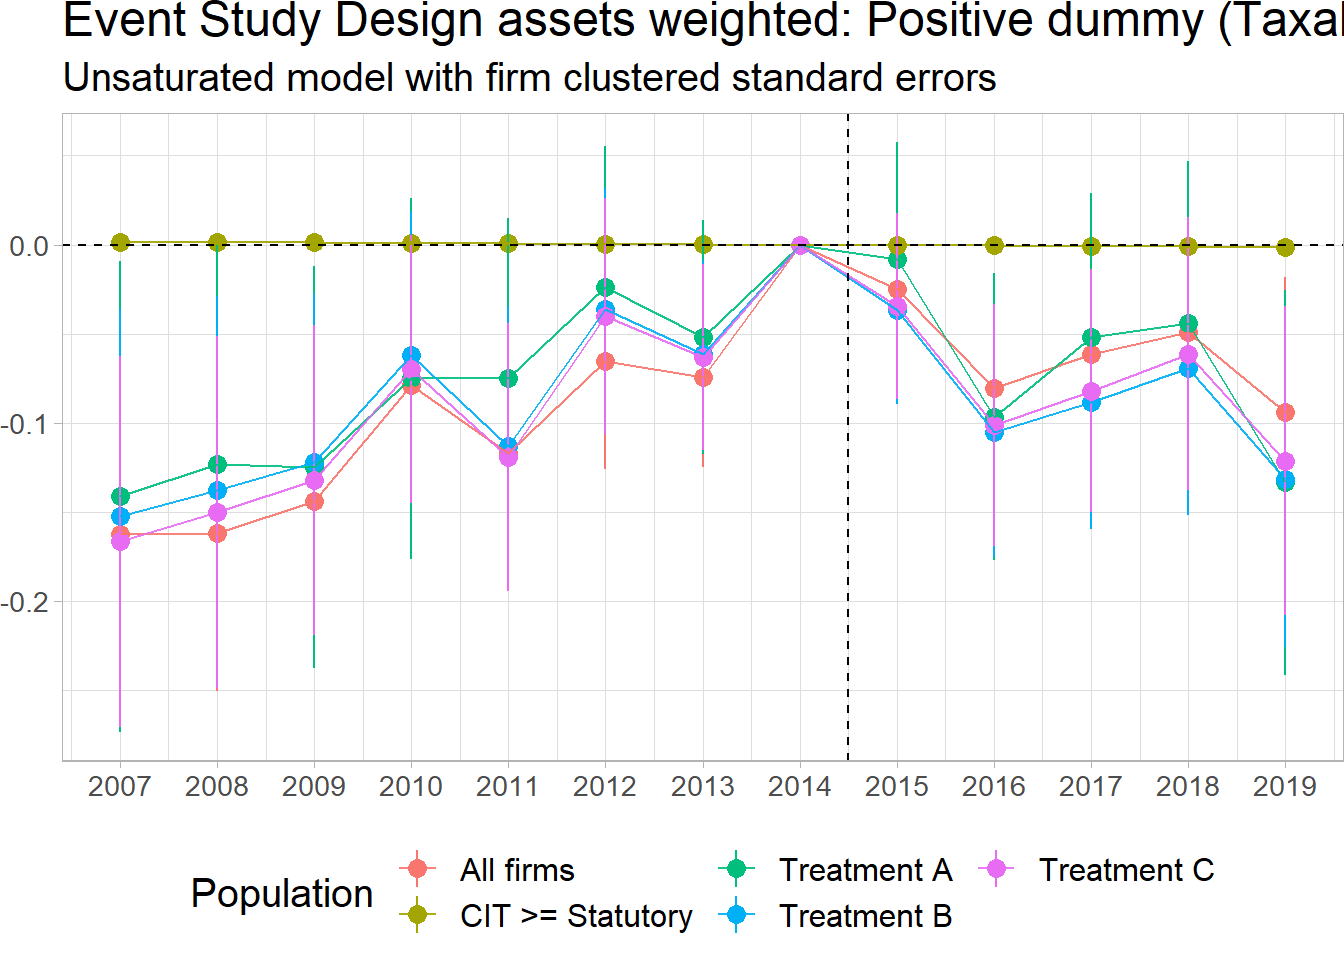 Event Study Design assets weighted: Positive dummy (Taxal
Unsaturated model with firm clustered standard errors
0.0
-0.1
-0.2
2007 2008 2009 2010 2011 2012 2013 2014 2015 2016 2017 2018 2019
Population
All firms Treatment A Treatment C
CIT >= Statutory Treatment B